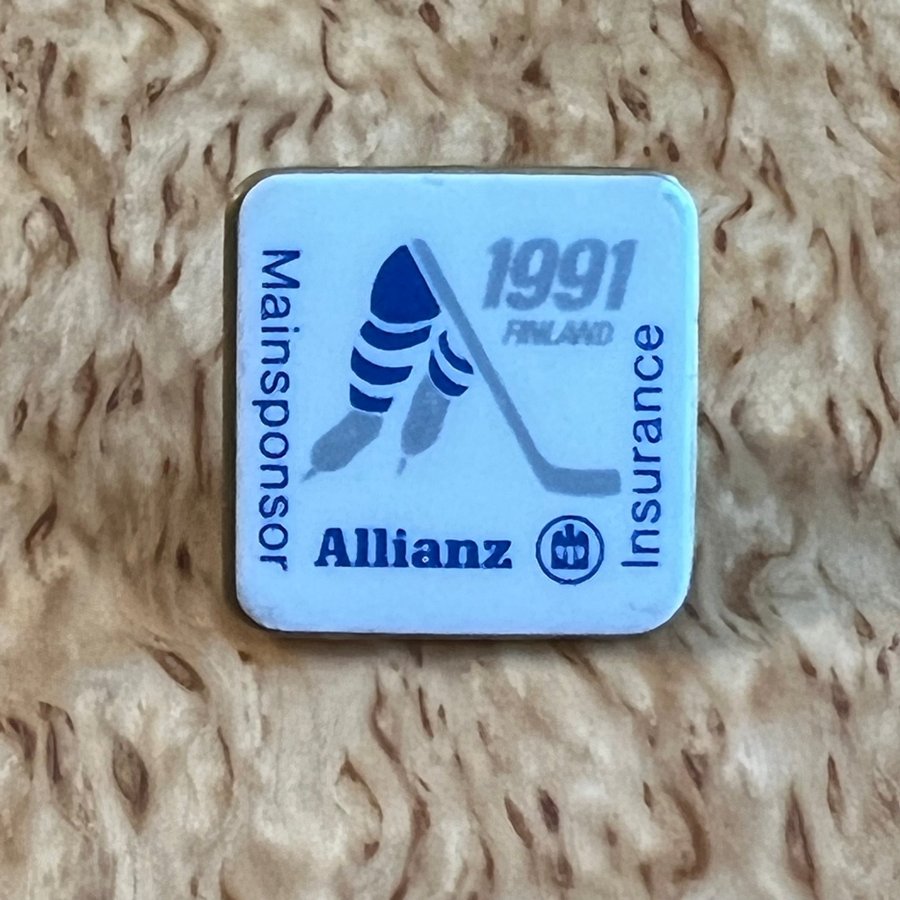 Mainsponsor
1991
FINLAND
Insurance
Allianz